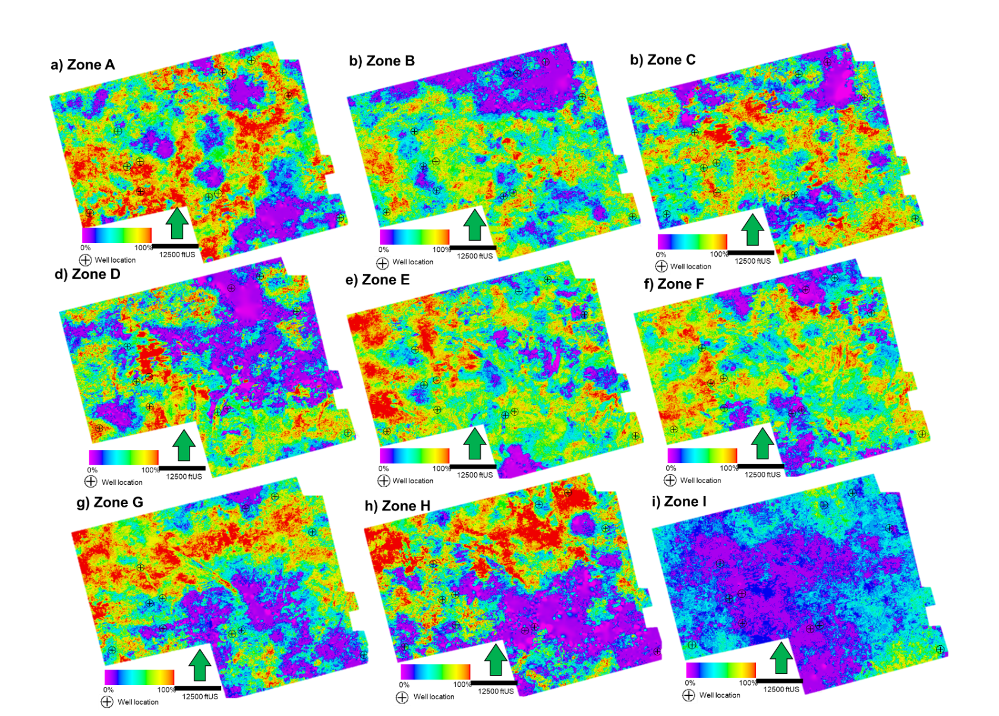 a) Zone A
0% 100%
12500 ftUS
Well location
b) Zone B
0% 100%
12500 ftUS
Well location
b) Zone C
0% 100%
12500 ftUS
Well location
d) Zone D
0% 100%
12500 ftUS
Well location
e) Zone E
0% 100%
12500 ftUS
Well location
f) Zone F
0% 100%
12500 ftUS
Well location
g) Zone G
0% 100%
12500 ftUS
Well location
h) Zone H
0% 100%
12500 ftUS
Well location
i) Zone I
0% 100%
12500 ftUS
Well location